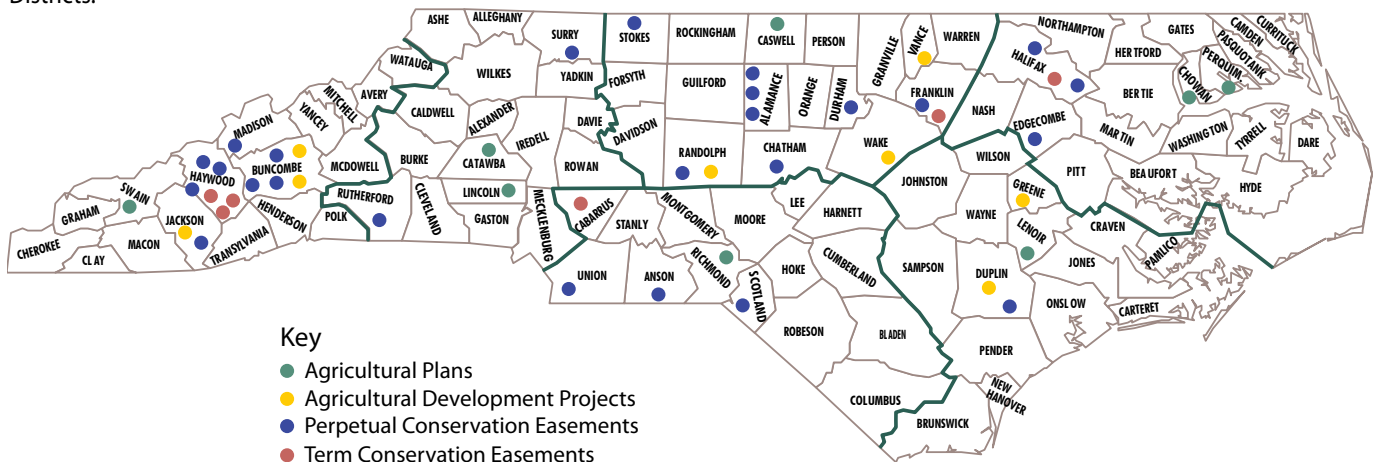 Districts.
ASHE
ALLEGHANY
SURRY
STOKES
ROCKINGHAM
CASWELL
PERSON
GRANVILLE
VANCE
WARREN
NORTHAMPTON
GATES
CAMDEN
CURRITUCK
PASQUOTANK
PERQUIM.
HERTFORD
HALIFAX
CHOWAN
WATAUGA
WILKES
YADKIN
FORSYTH
GUILFORD
ALAMANCE
ORANGE
DURHAM
FRANKLIN
NASH
BERTIE
AVERY
MITCHELL
YANCEY
MADISON
CALDWELL
ALEXANDER
IREDELL
DAVIE
DAVIDSON
EDGECOMBE
MARTIN
WASHINGTON
TYRRELL
DARE
HAYWOOD
BUNCOMBE
MCDOWELL
BURKE
CATAWBA
ROWAN
RANDOLPH
CHATHAM
WAKE
WILSON
PITT
BEAUFORT
HYDE
SWAIN
GRAHAM
JACKSON
HENDERSON
RUTHERFORD
POLK
CLEVELAND
LINCOLN
GASTON
MECKLENBURG
CABARRUS
STANLY
MONTGOMERY
MOORE
LEE
HARNETT
JOHNSTON
WAYNE
GREENE
LENOIR
CRAVEN
PAMLICO
CHEROKEE
CLAY
MACON
TRANSYLVANIA
UNION
ANSON
RICHMOND
SCOTLAND
HOKE
CUMBERLAND
SAMPSON
DUPLIN
JONES
ONSLOW
CARTERET
ROBESON
BLADEN
PENDER
NEW
HANOVER
COLUMBUS
BRUNSWICK
Key
Agricultural Plans
Agricultural Development Projects
Perpetual Conservation Easements
Term Conservation Easements